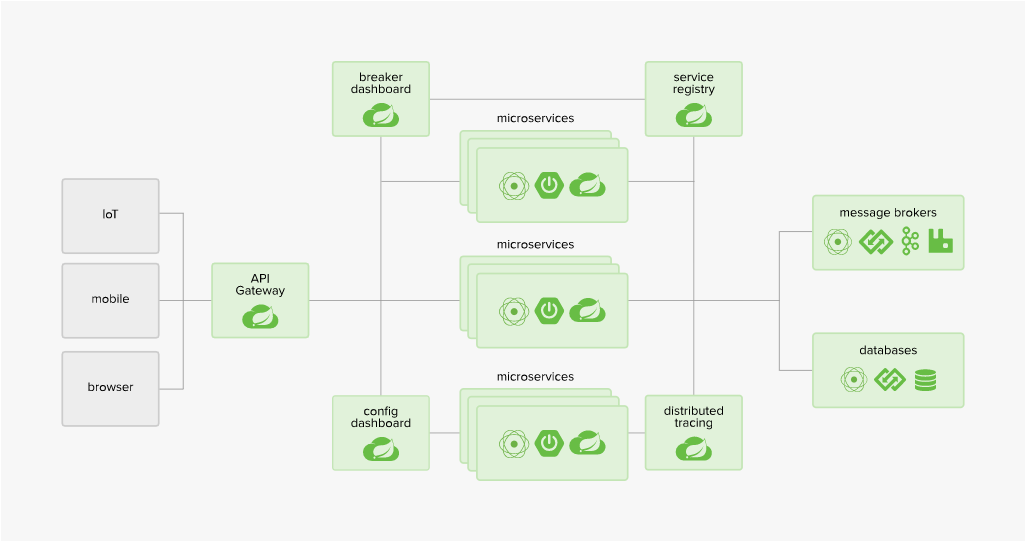 breaker
dashboard
service
registry
microservices
IoT
message brokers
microservices
API
Gateway
mobile
databases
microservices
browser
config
dashboard
distributed
tracing